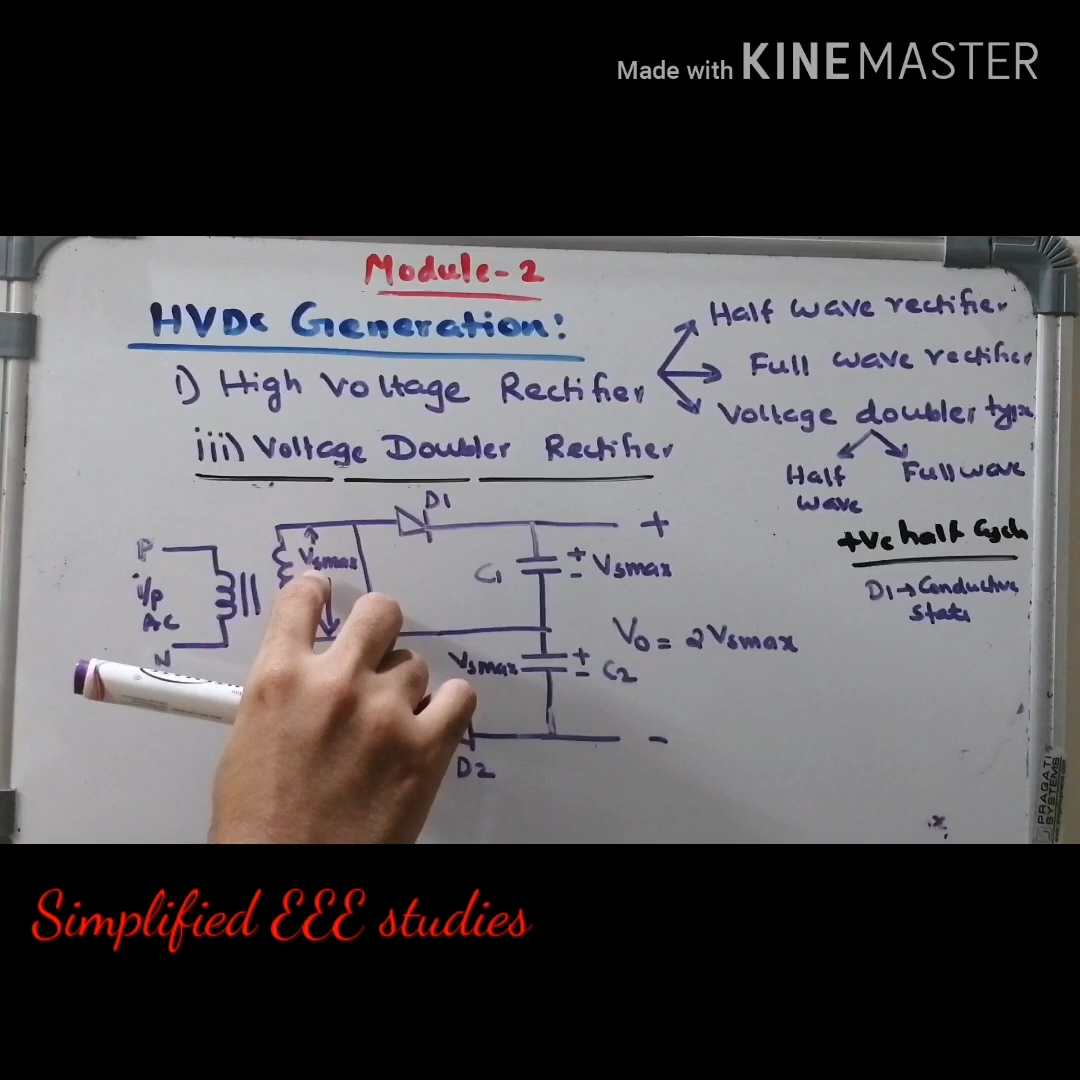 Made with KINEMASTER
Module-2
HVDC Generation:
i) High Voltage Rectifier
Half wave rectifier
Full wave rectifier
Voltage doubler type
Half wave
Full wave
iii) Voltage Doubler Rectifier
+Ve half Cycle
D1→ Conductive
State
D1
+
P
i/p
AC
N
Vsmax
C1
+
-
Vsmax
Vo = 2Vsmax
Vsmax
+
-
C2
D2
-
PRAGATI
SYSTEMS
Simplified EEE studies